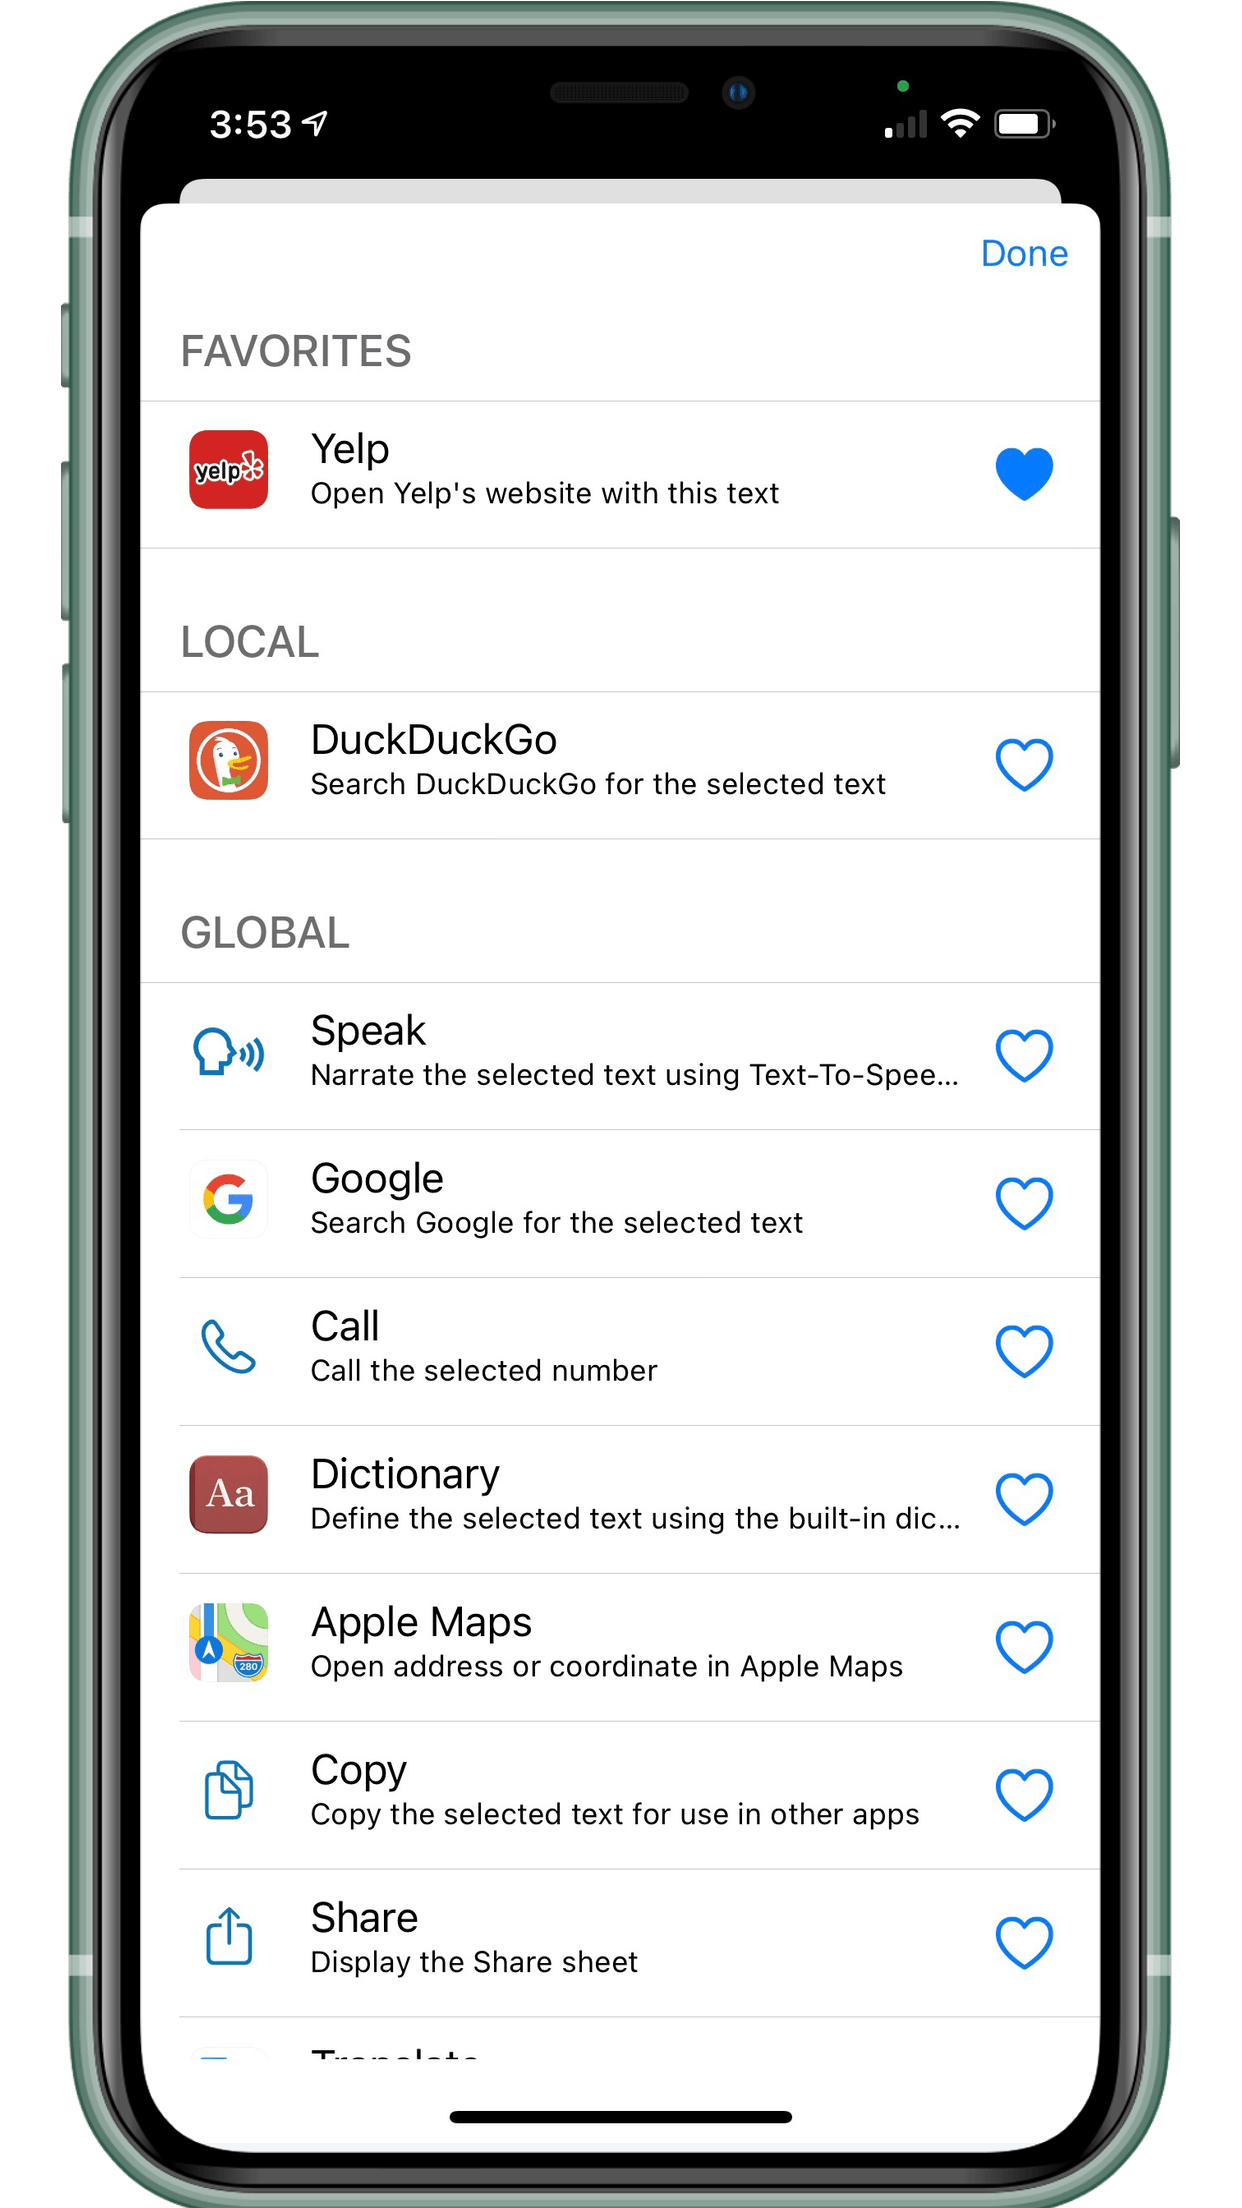 3:53
Done
FAVORITES
yelp
Yelp
Open Yelp's website with this text
LOCAL
DuckDuckGo
Search DuckDuckGo for the selected text
GLOBAL
Speak
Narrate the selected text using Text-To-Spee...
G
Google
Search Google for the selected text
Call
Call the selected number
Aa
Dictionary
Define the selected text using the built-in dic...
280
Apple Maps
Open address or coordinate in Apple Maps
Copy
Copy the selected text for use in other apps
Share
Display the Share sheet
Translate